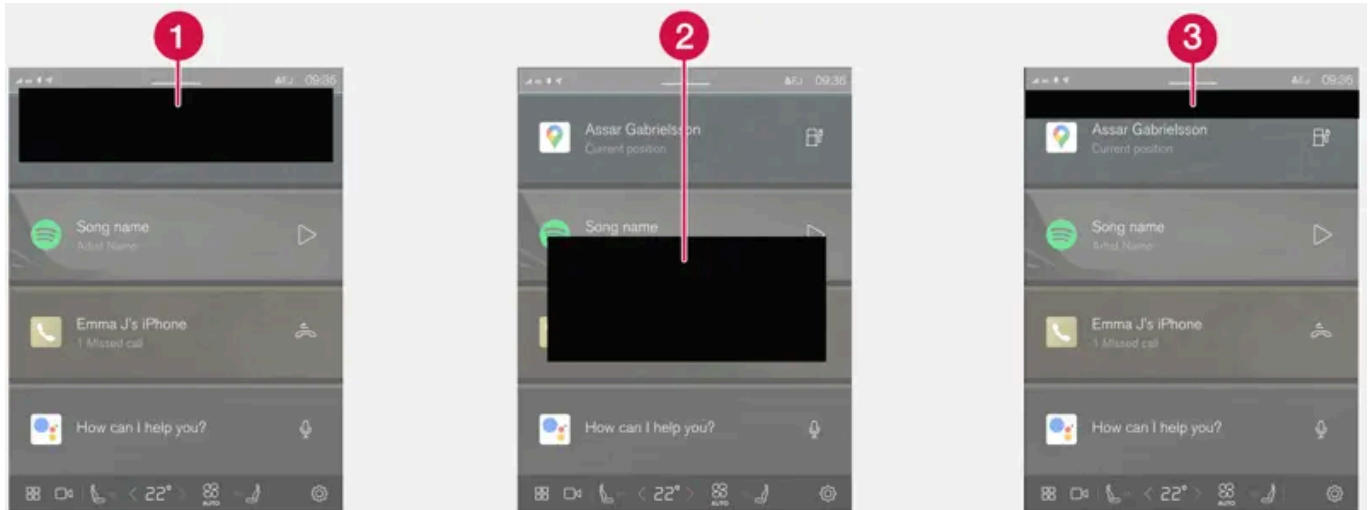 1
2
3
09:36
Song name
Artist Name
Emma J's iPhone
1 Missed call
How can I help you?
22°
AUTO
09:36
Assar Gabrielsson
Current position
Song name
How can I help you?
22°
AUTO
09:36
Assar Gabrielsson
Current position
Song name
Artist Name
Emma J's iPhone
1 Missed call
How can I help you?
22°
AUTO